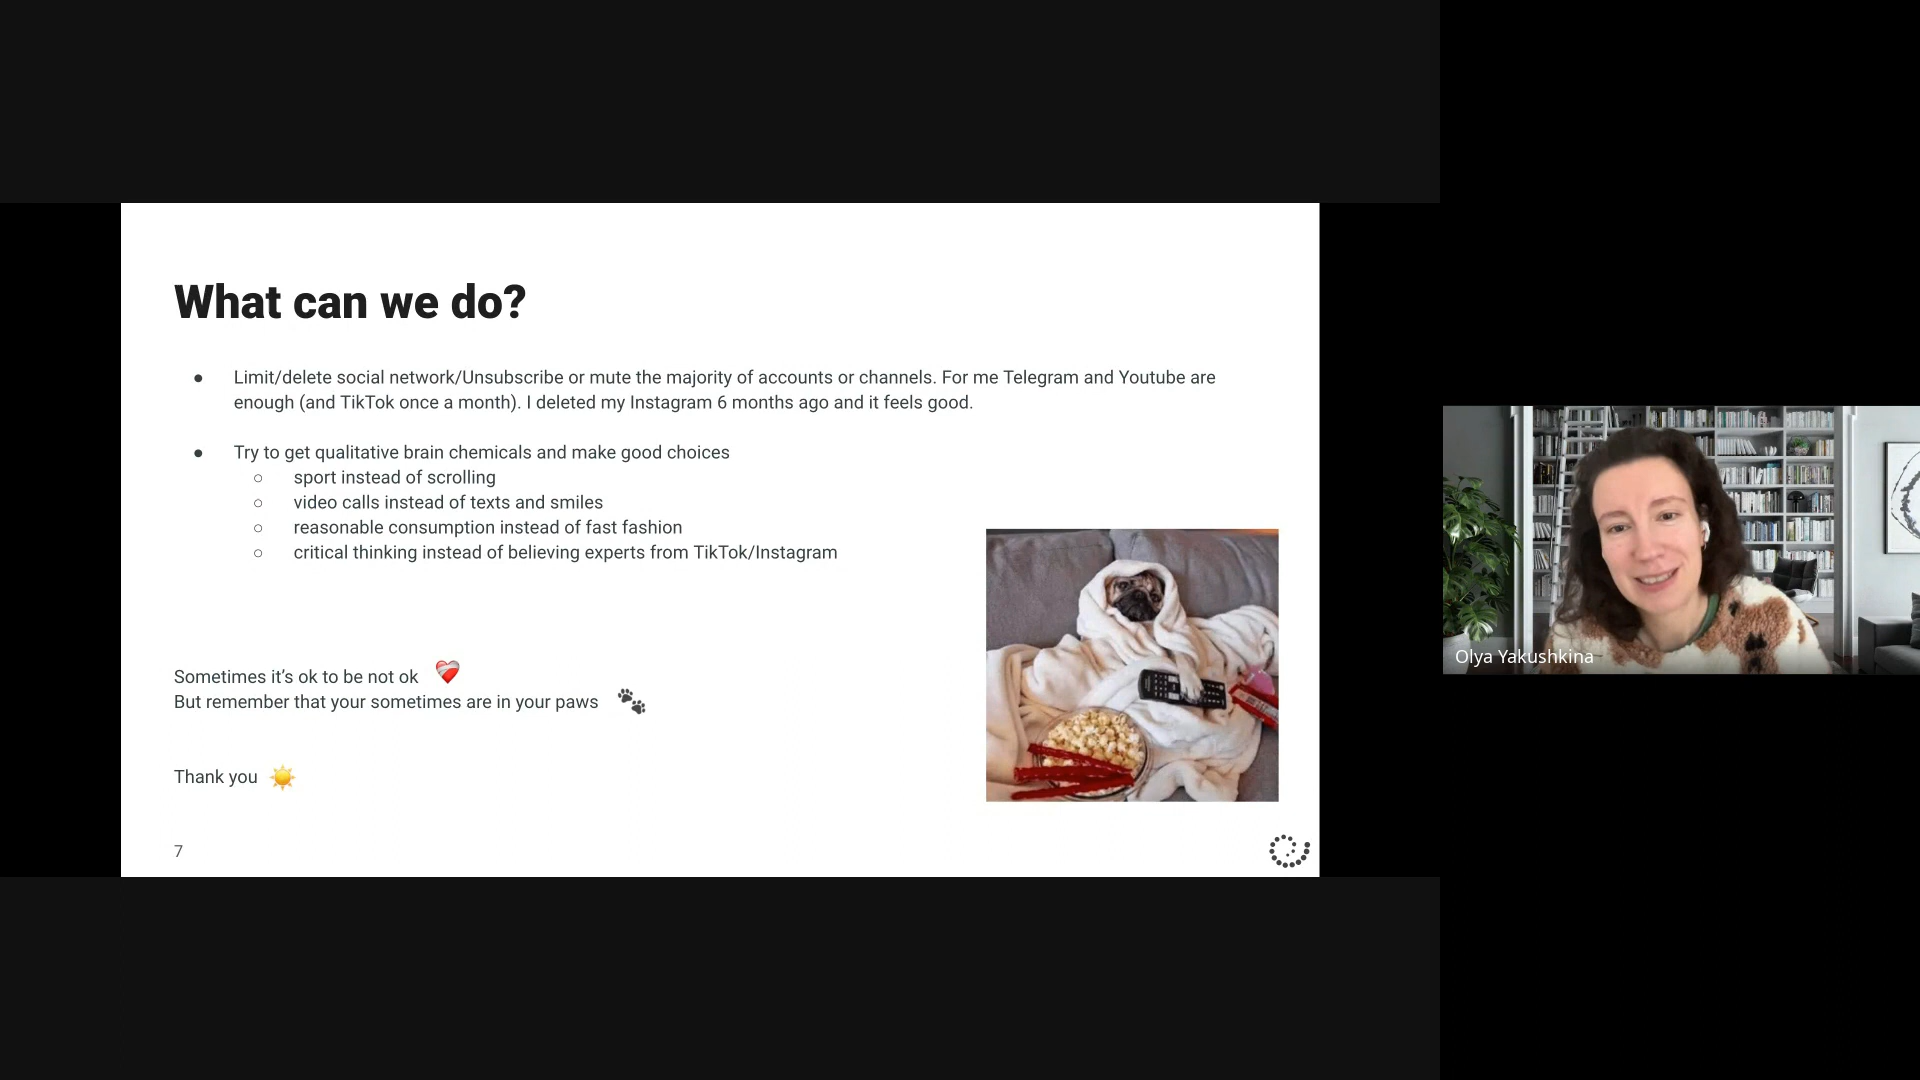 What can we do?
● Limit/delete social network/Unsubscribe or mute the majority of accounts or channels. For me Telegram and Youtube are
enough (and TikTok once a month). I deleted my Instagram 6 months ago and it feels good.
● Try to get qualitative brain chemicals and make good choices
○ sport instead of scrolling
○ video calls instead of texts and smiles
○ reasonable consumption instead of fast fashion
○ critical thinking instead of believing experts from TikTok/Instagram
Sometimes it’s ok to be not ok ❤️‍🩹
But remember that your sometimes are in your paws 🐾
Thank you ☀️
7
Olya Yakushkina